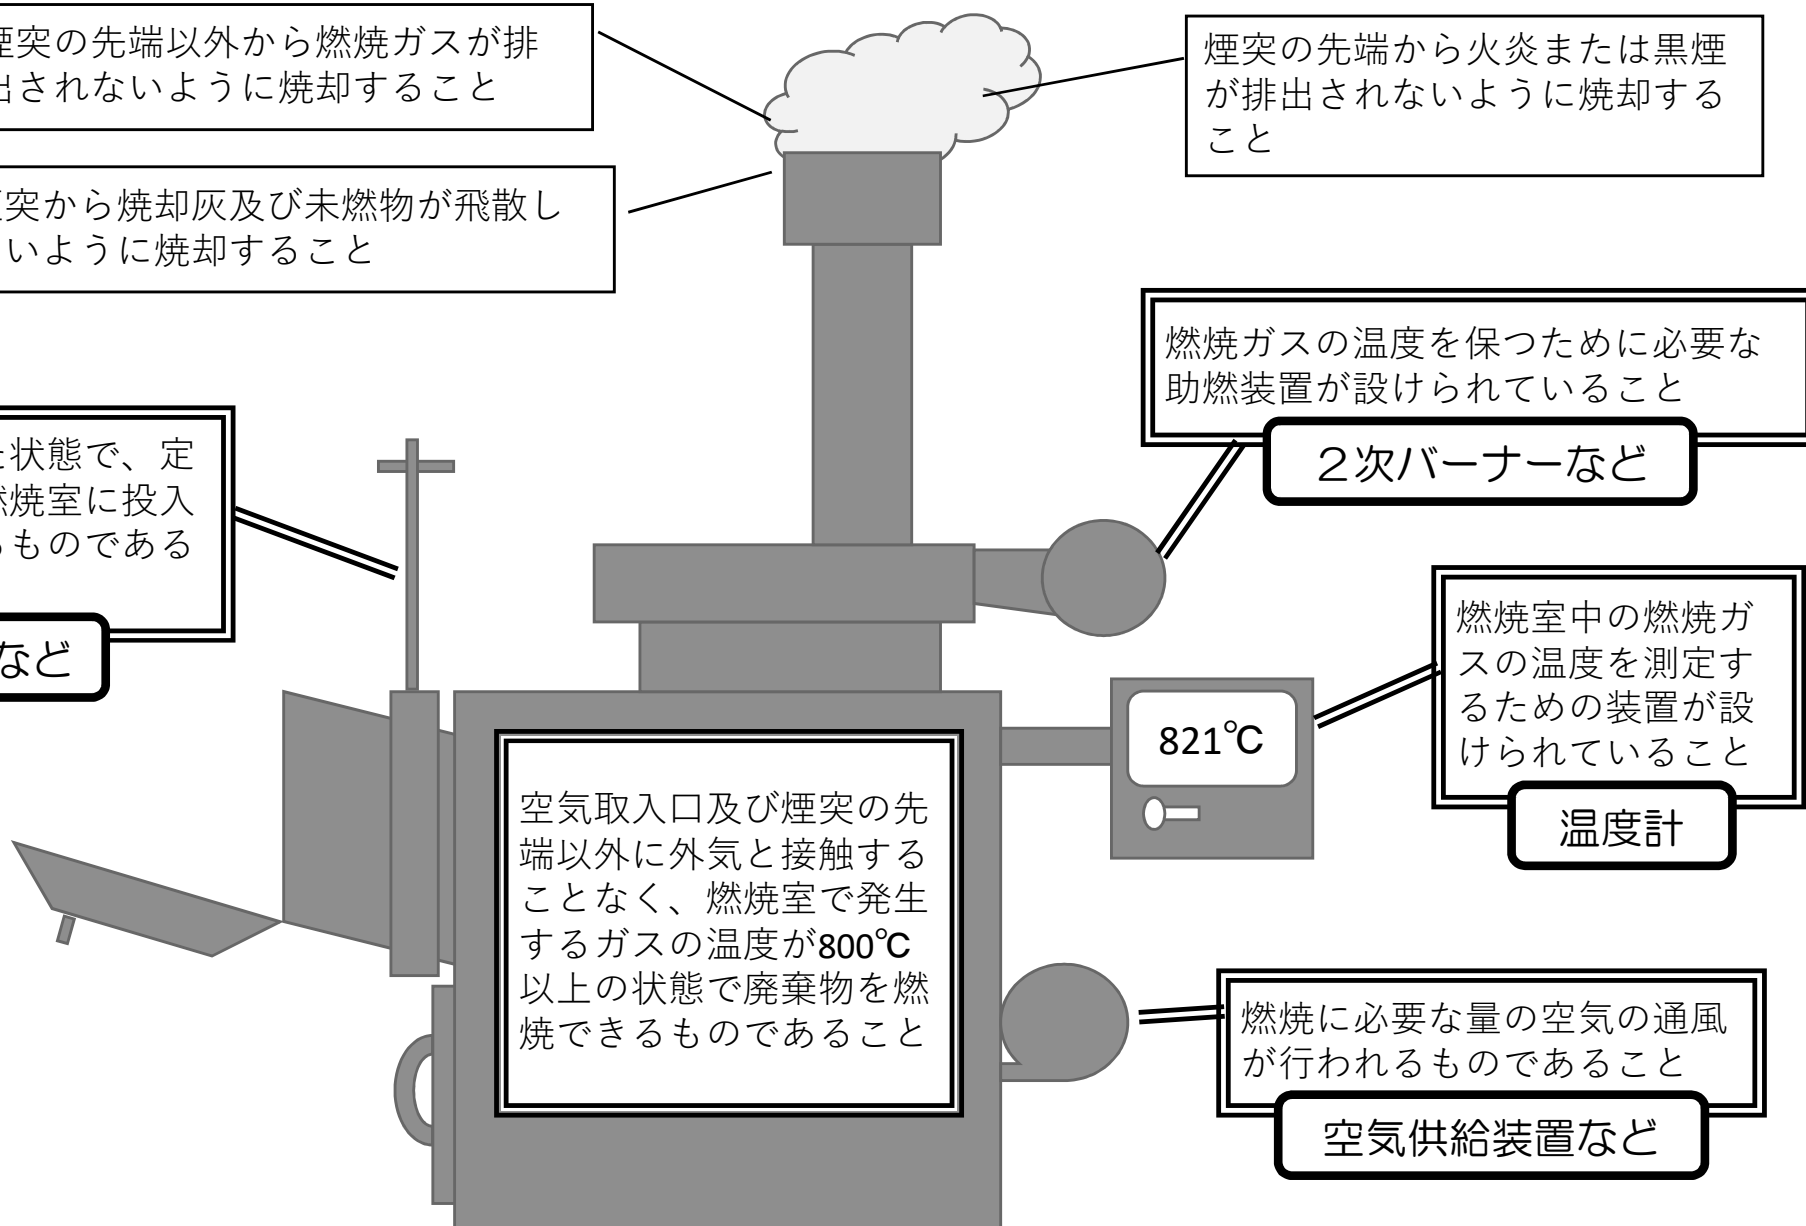 煙突の先端以外から燃焼ガスが排
出されないように焼却すること
煙突の先端から火炎または黒煙
が排出されないように焼却する
こと
突から焼却灰及び未燃物が飛散し
いように焼却すること
燃焼ガスの温度を保つために必要な
助燃装置が設けられていること
2次バーナーなど
状態で、定
燃焼室に投入
ものである
など
燃焼室中の燃焼ガ
スの温度を測定す
るための装置が設
けられていること
温度計
821℃
空気取入口及び煙突の先
端以外に外気と接触する
ことなく、燃焼室で発生
するガスの温度が800℃
以上の状態で廃棄物を燃
焼できるものであること
燃焼に必要な量の空気の通風
が行われるものであること
空気供給装置など